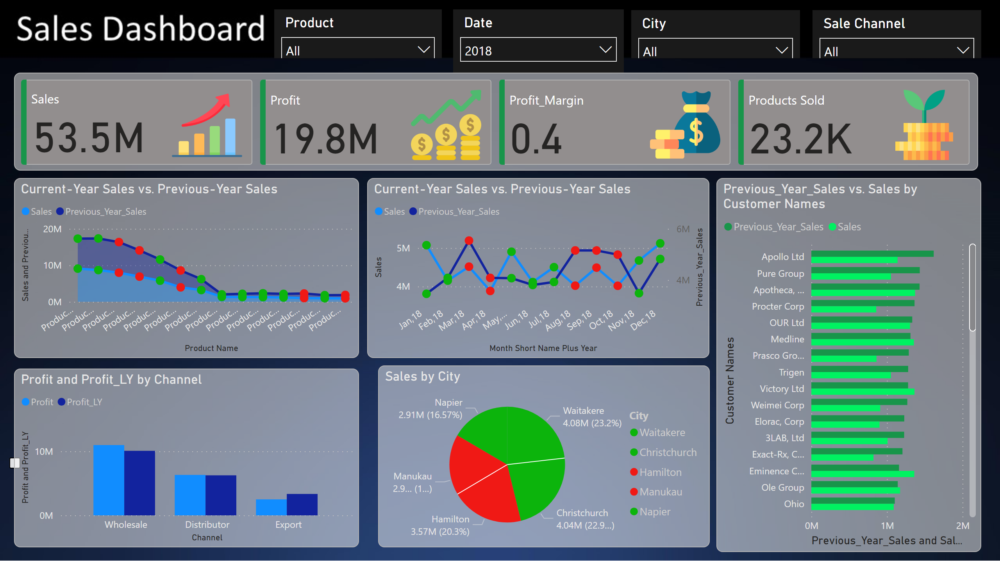 Sales Dashboard
Product
All
Date
2018
City
All
Sale Channel
All
Sales
53.5M
Profit
19.8M
Profit_Margin
0.4
Products Sold
23.2K
Current-Year Sales vs. Previous-Year Sales
Sales Previous_Year_Sales
Sales and Previou...
20M
10M
0M
Produc...
Produc...
Produc...
Produc...
Produc...
Produc...
Produc...
Produc...
Produc...
Produc...
Produc...
Produc...
Produc...
Produc...
Product Name
Current-Year Sales vs. Previous-Year Sales
Sales Previous_Year_Sales
Sales
5M
4M
6M
4M
Previous_Year_Sales
Jan,18
Feb,18
Mar,18
Apr,18
May,...
Jun,18
Jul,18
Aug,18
Sep,18
Oct,18
Nov,18
Dec,18
Month Short Name Plus Year
Previous_Year_Sales vs. Sales by
Customer Names
Previous_Year_Sales Sales
Customer Names
Apollo Ltd
Pure Group
Apotheca, ...
Procter Corp
OUR Ltd
Medline
Prasco Gro...
Trigen
Victory Ltd
Weimei Corp
Elorac, Corp
3LAB, Ltd
Exact-Rx, C...
Eminence C...
Ole Group
Ohio
0M 1M 2M
Previous_Year_Sales and Sal...
Profit and Profit_LY by Channel
Profit Profit_LY
Profit and Profit_LY
10M
0M
Wholesale
Distributor
Export
Channel
Sales by City
Napier
2.91M (16.57%)
Waitakere
4.08M (23.2%)
Manukau
2.9... (1...)
Hamilton
3.57M (20.3%)
Christchurch
4.04M (22.9...)
City
Waitakere
Christchurch
Hamilton
Manukau
Napier
$
$
$
$